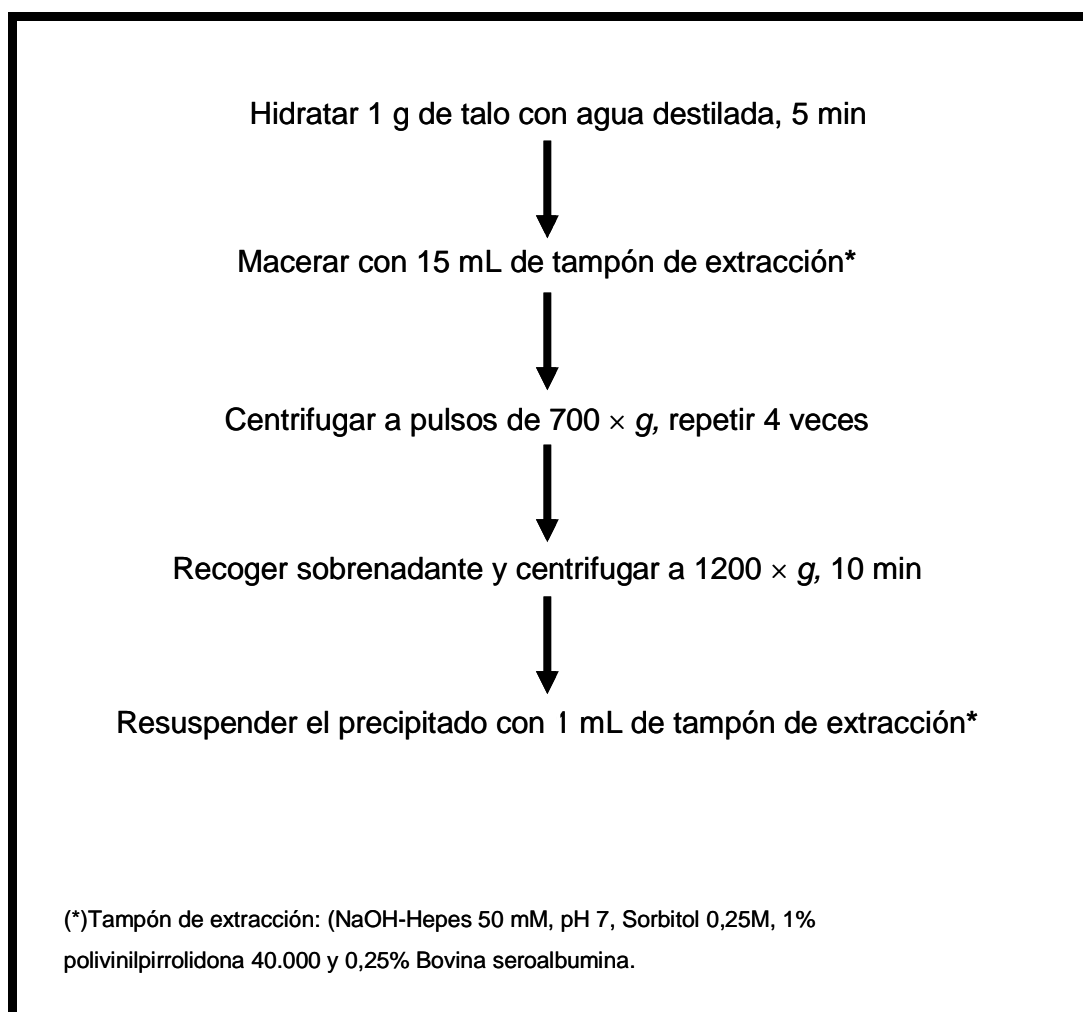 Hidratar 1 g de talo con agua destilada, 5 min
Macerar con 15 mL de tampón de extracción*
Centrifugar a pulsos de 700 × g, repetir 4 veces
Recoger sobrenadante y centrifugar a 1200 × g, 10 min
Resuspender el precipitado con 1 mL de tampón de extracción*
(*)Tampón de extracción: (NaOH-Hepes 50 mM, pH 7, Sorbitol 0,25M, 1%
polivinilpirrolidona 40.000 y 0,25% Bovina seroalbumina.